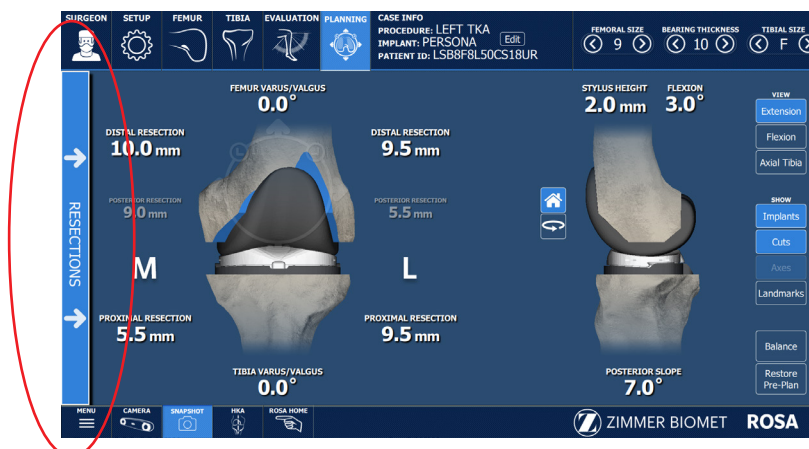 SURGEON
SETUP
FEMUR
TIBIA
EVALUATION
PLANNING
CASE INFO
PROCEDURE: LEFT TKA
IMPLANT: PERSONA
Edit
PATIENT ID: LSB8F8L50CS18UR
FEMORAL SIZE
9
BEARING THICKNESS
10
TIBIAL SIZE
F
RESECTIONS
FEMUR VARUS/VALGUS
0.0°
DISTAL RESECTION
10.0 mm
DISTAL RESECTION
9.5 mm
POSTERIOR RESECTION
9.0 mm
POSTERIOR RESECTION
5.5 mm
M
L
PROXIMAL RESECTION
5.5 mm
PROXIMAL RESECTION
9.5 mm
TIBIA VARUS/VALGUS
0.0°
STYLUS HEIGHT
2.0 mm
FLEXION
3.0°
POSTERIOR SLOPE
7.0°
VIEW
Extension
Flexion
Axial Tibia
SHOW
Implants
Cuts
Axes
Landmarks
Balance
Restore
Pre-Plan
MENU
CAMERA
SNAPSHOT
HKA
ROSA HOME
Z ZIMMER BIOMET
ROSA